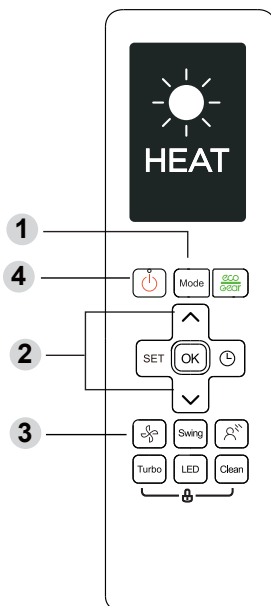 HEAT
1
4
Mode
eco
Gear
2
SET
OK
3
Swing
Turbo
LED
Clean